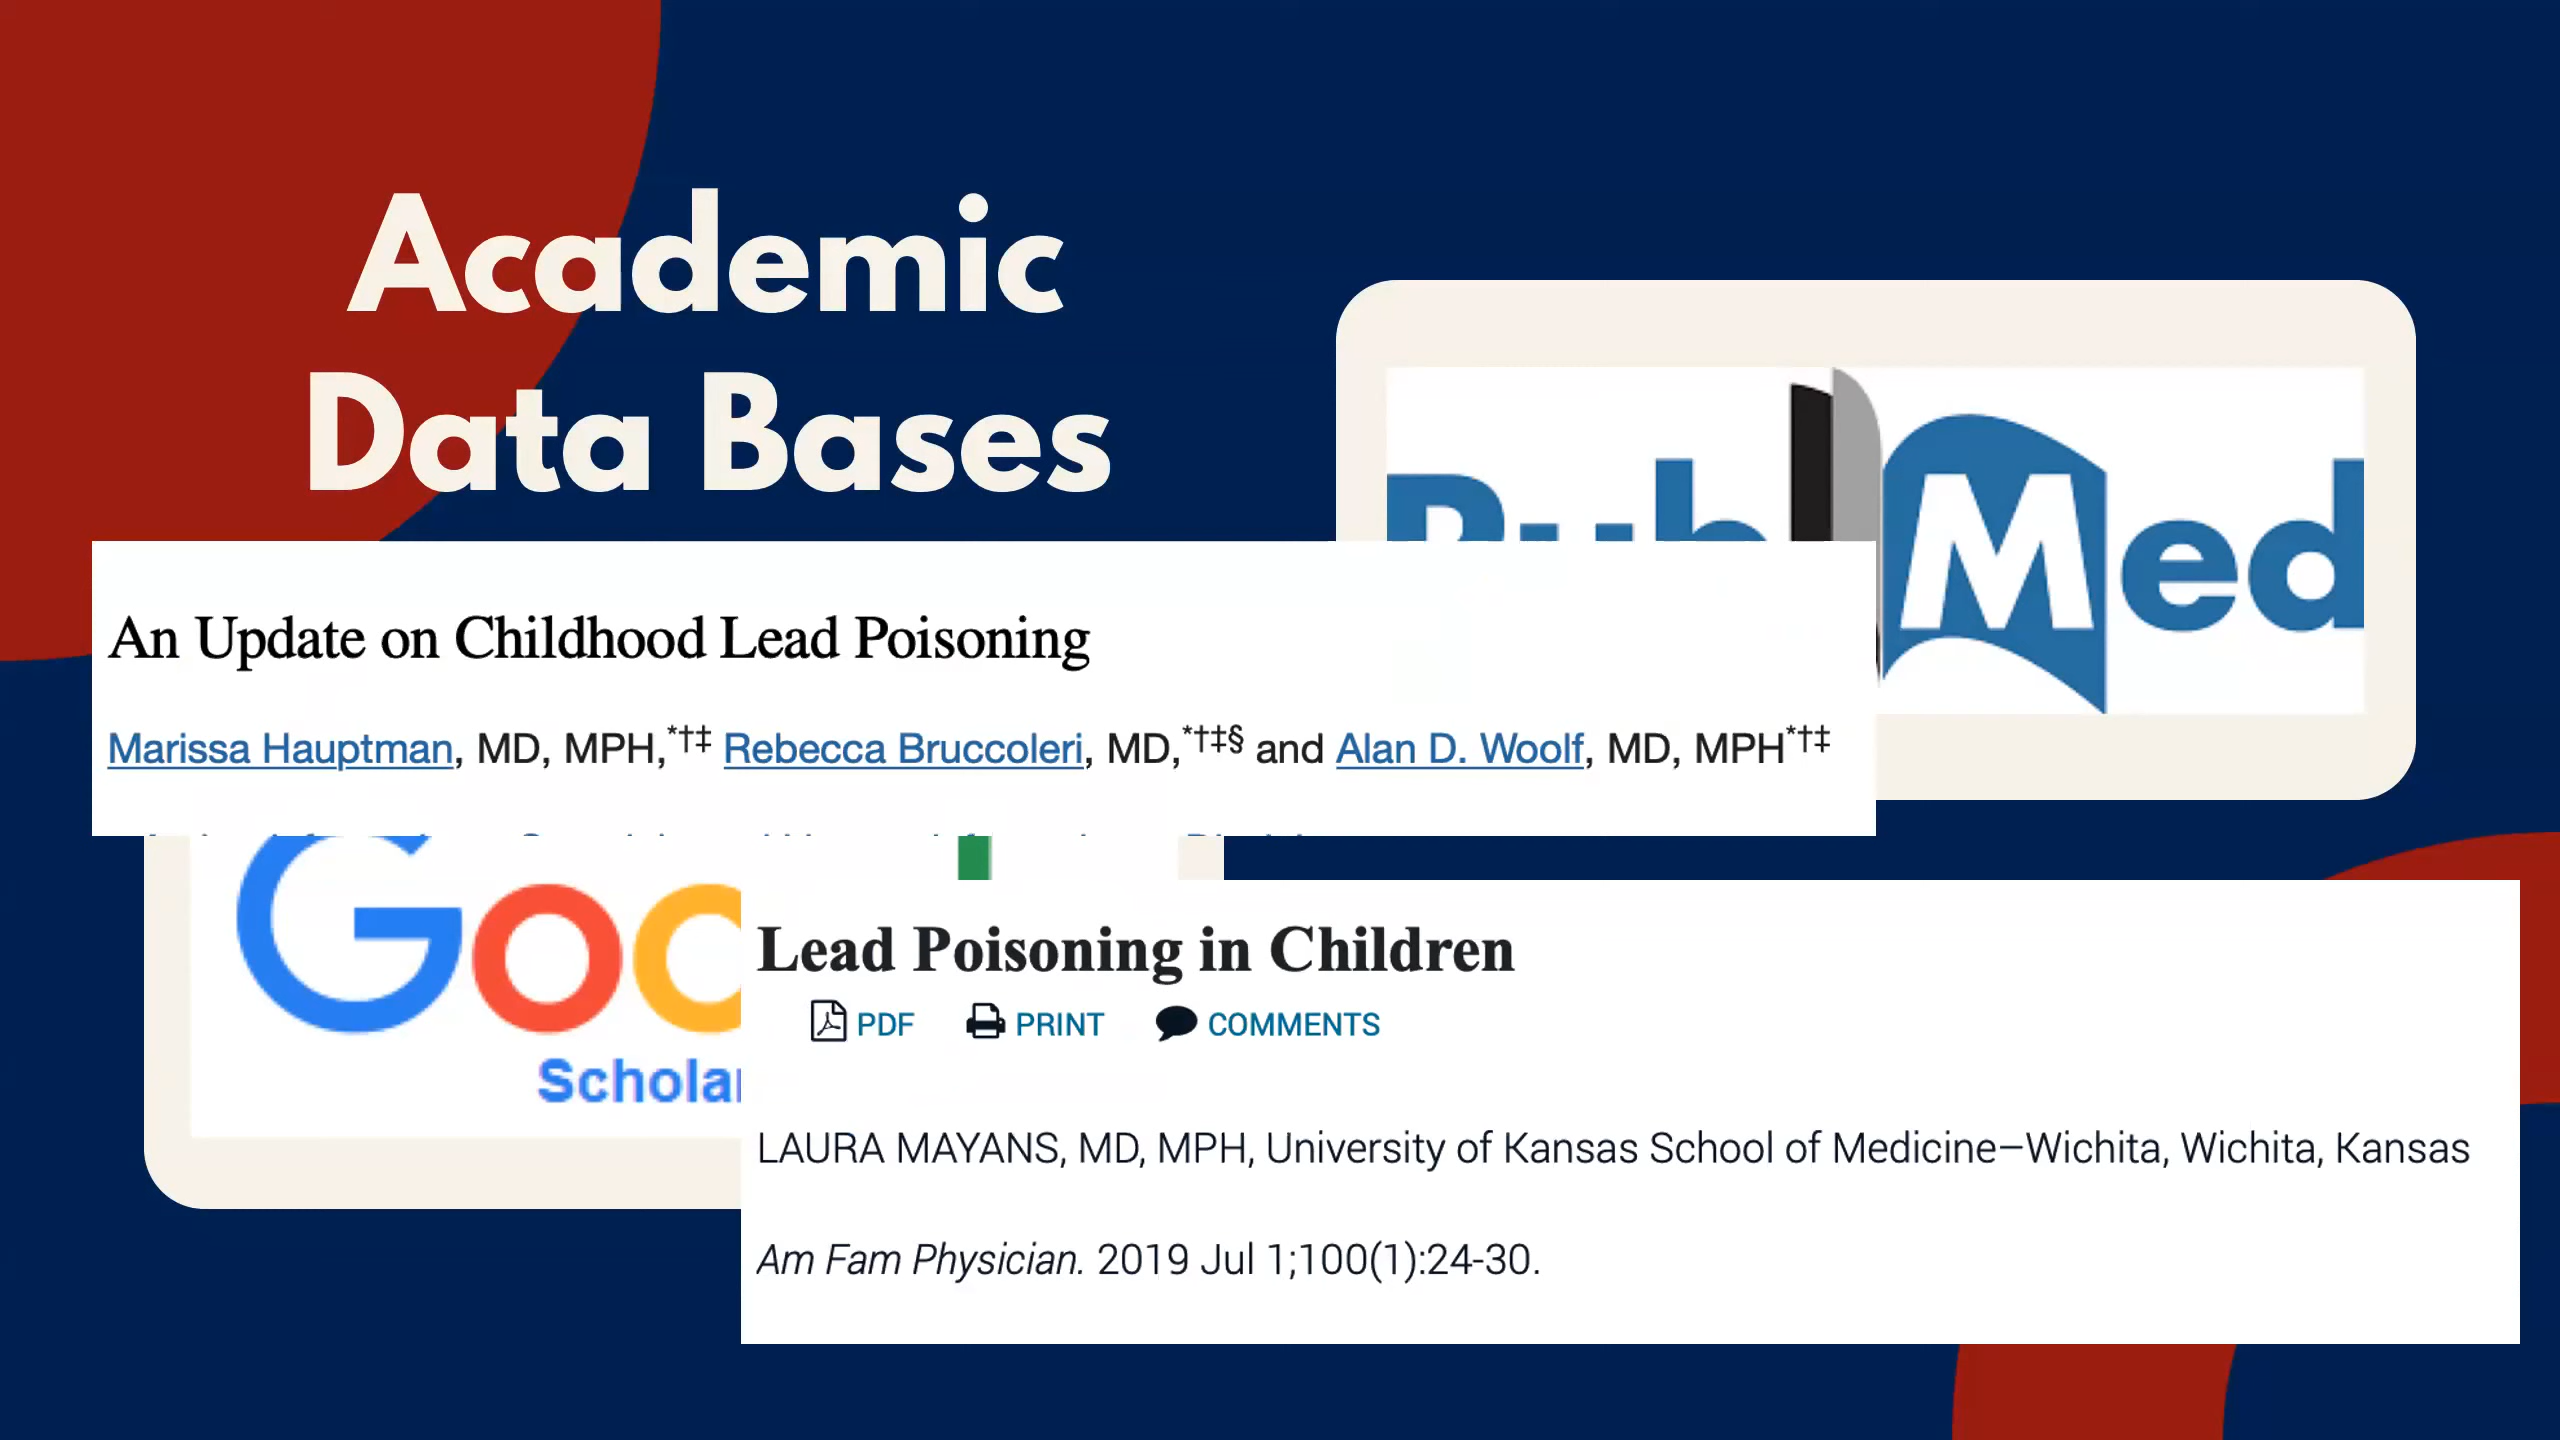 Academic
Data Bases
PubMed
An Update on Childhood Lead Poisoning
Marissa Hauptman, MD, MPH,*†‡ Rebecca Bruccoleri, MD,*†‡§ and Alan D. Woolf, MD, MPH*†‡
Goo
Scholar
Lead Poisoning in Children
PDF PRINT COMMENTS
LAURA MAYANS, MD, MPH, University of Kansas School of Medicine–Wichita, Wichita, Kansas
Am Fam Physician. 2019 Jul 1;100(1):24-30.